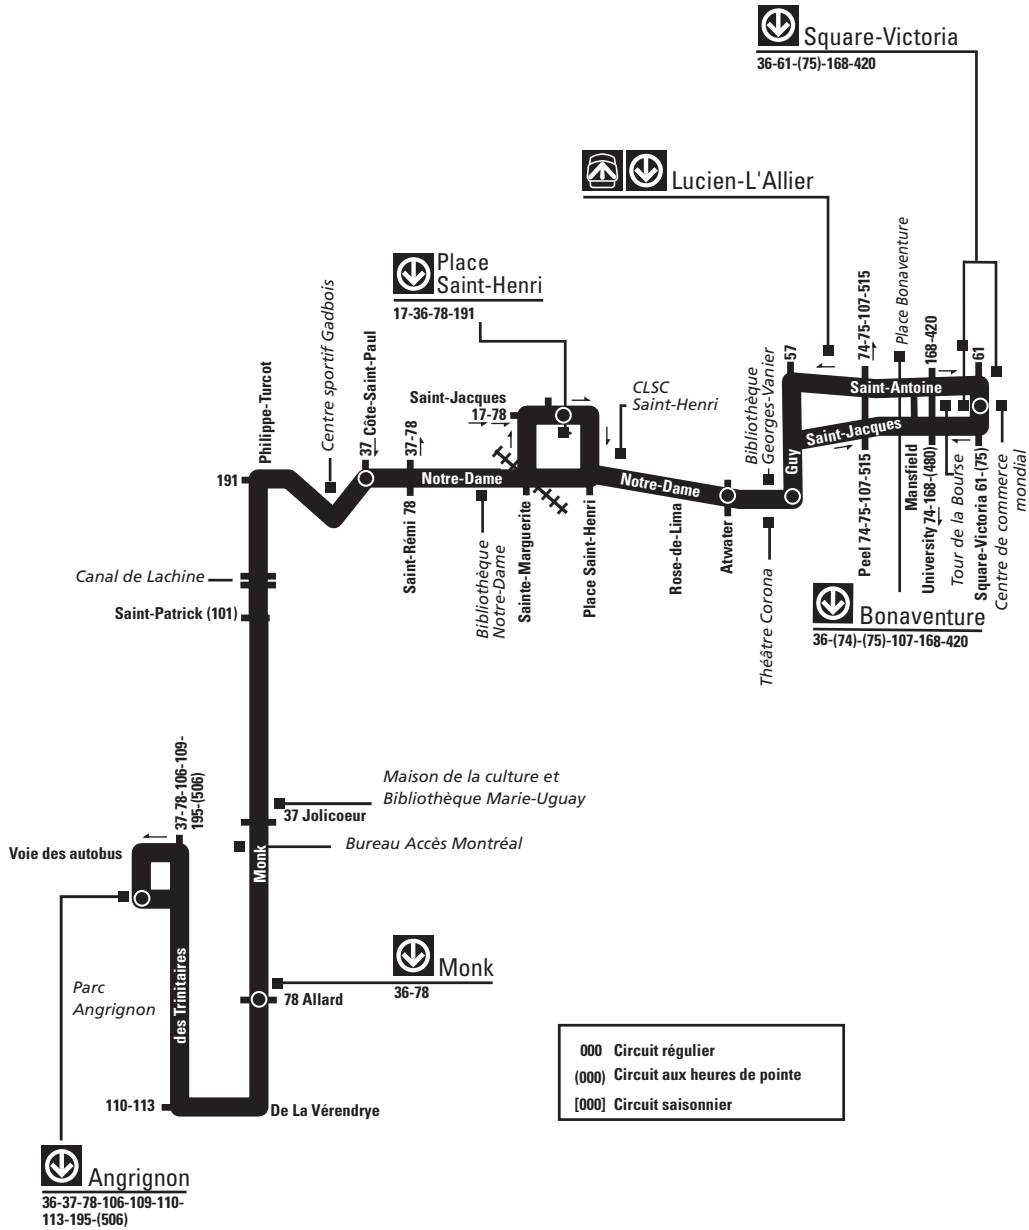 Square-Victoria
36-61-(75)-168-420
Lucien-L'Allier
Place
Saint-Henri
17-36-78-191
Philippe-Turcot
Centre sportif Gadbois
37 Côte-Saint-Paul
37-78
Saint-Jacques
17-78
CLSC
Saint-Henri
Bibliothèque
Georges-Vanier
57
74-75-107-515
Place Bonaventure
168-420
61
Saint-Antoine
Saint-Jacques
Guy
191
Notre-Dame
Notre-Dame
Saint-Rémi 78
Bibliothèque
Notre-Dame
Sainte-Marguerite
Place Saint-Henri
Rose-de-Lima
Atwater
Théâtre Corona
Peel 74-75-107-515
Mansfield
University 74-168-(480)
Tour de la Bourse
Square-Victoria 61-(75)
Centre de commerce
mondial
Canal de Lachine
Saint-Patrick (101)
Bonaventure
36-(74)-(75)-107-168-420
37-78-106-109-
195-(506)
Maison de la culture et
Bibliothèque Marie-Uguay
37 Jolicoeur
Bureau Accès Montréal
Voie des autobus
Monk
des Trinitaires
Monk
36-78
Parc
Angrignon
78 Allard
000 Circuit régulier
(000) Circuit aux heures de pointe
[000] Circuit saisonnier
110-113
De La Vérendrye
Angrignon
36-37-78-106-109-110-
113-195-(506)